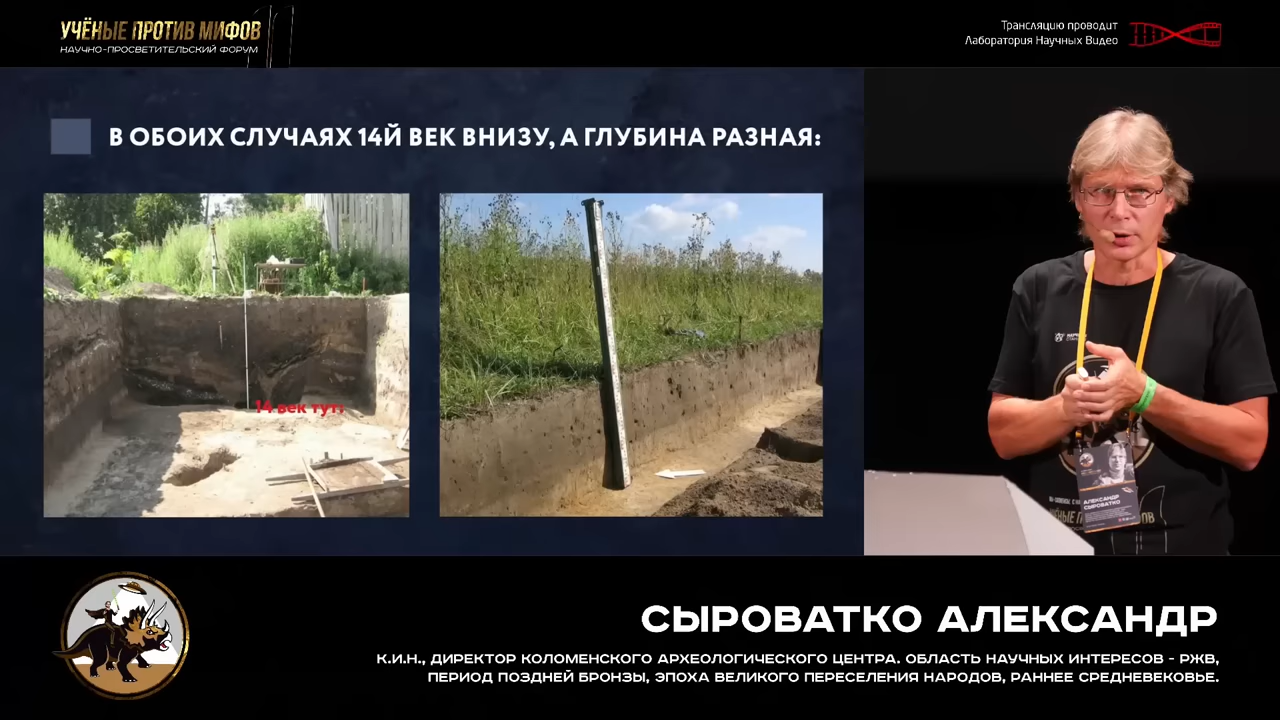 УЧЁНЫЕ ПРОТИВ МИФОВ 11
НАУЧНО-ПРОСВЕТИТЕЛЬСКИЙ ФОРУМ
Трансляцию проводит
Лаборатория Научных Видео
В ОБОИХ СЛУЧАЯХ 14Й ВЕК ВНИЗУ, А ГЛУБИНА РАЗНАЯ:
14 век тут:
АЛЕКСАНДР
СЫРОВАТКО
СЫРОВАТКО АЛЕКСАНДР
К.И.Н., ДИРЕКТОР КОЛОМЕНСКОГО АРХЕОЛОГИЧЕСКОГО ЦЕНТРА. ОБЛАСТЬ НАУЧНЫХ ИНТЕРЕСОВ - РЖВ,
ПЕРИОД ПОЗДНЕЙ БРОНЗЫ, ЭПОХА ВЕЛИКОГО ПЕРЕСЕЛЕНИЯ НАРОДОВ, РАННЕЕ СРЕДНЕВЕКОВЬЕ.